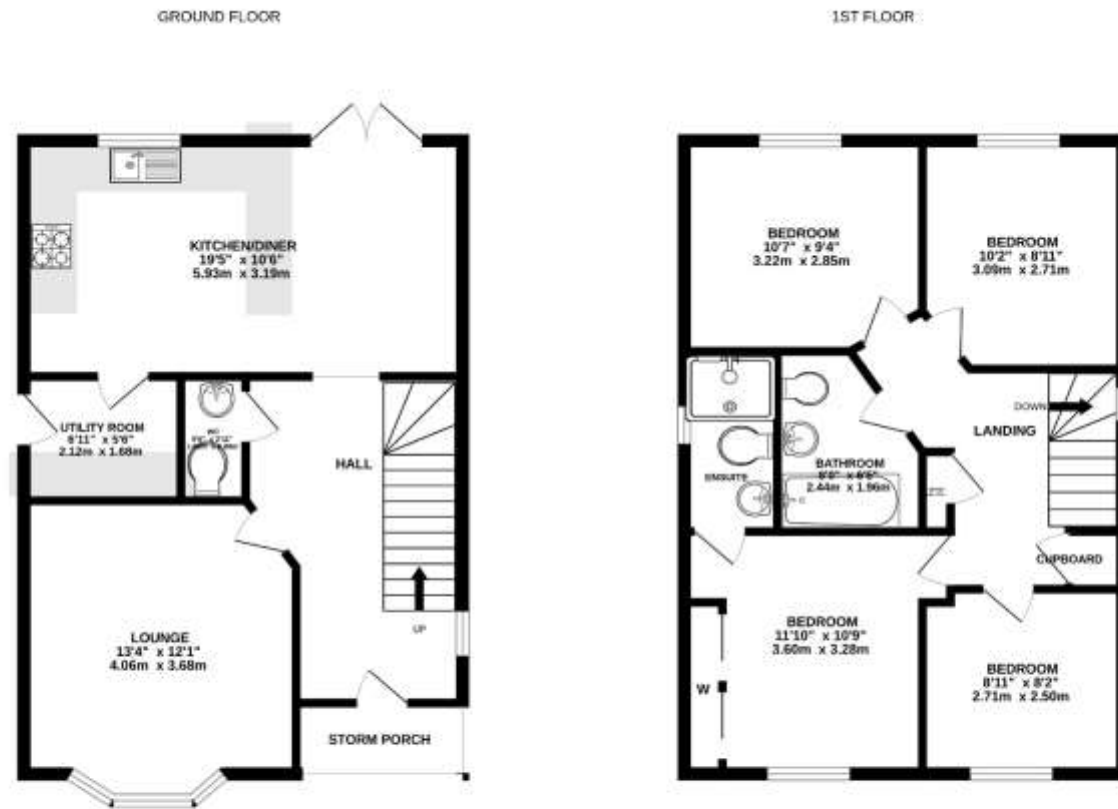 GROUND FLOOR
KITCHEN/DINER
19'5" x 10'6"
5.93m x 3.19m
UTILITY ROOM
6'11" x 5'6"
2.12m x 1.68m
WC
HALL
UP
LOUNGE
13'4" x 12'1"
4.06m x 3.68m
STORM PORCH
1ST FLOOR
BEDROOM
10'7" x 9'4"
3.22m x 2.85m
BEDROOM
10'2" x 8'11"
3.09m x 2.71m
DOWN
LANDING
ENSUITE
BATHROOM
2.44m x 1.96m
CUPBOARD
BEDROOM
11'10" x 10'9"
3.60m x 3.28m
W
BEDROOM
8'11" x 8'2"
2.71m x 2.50m